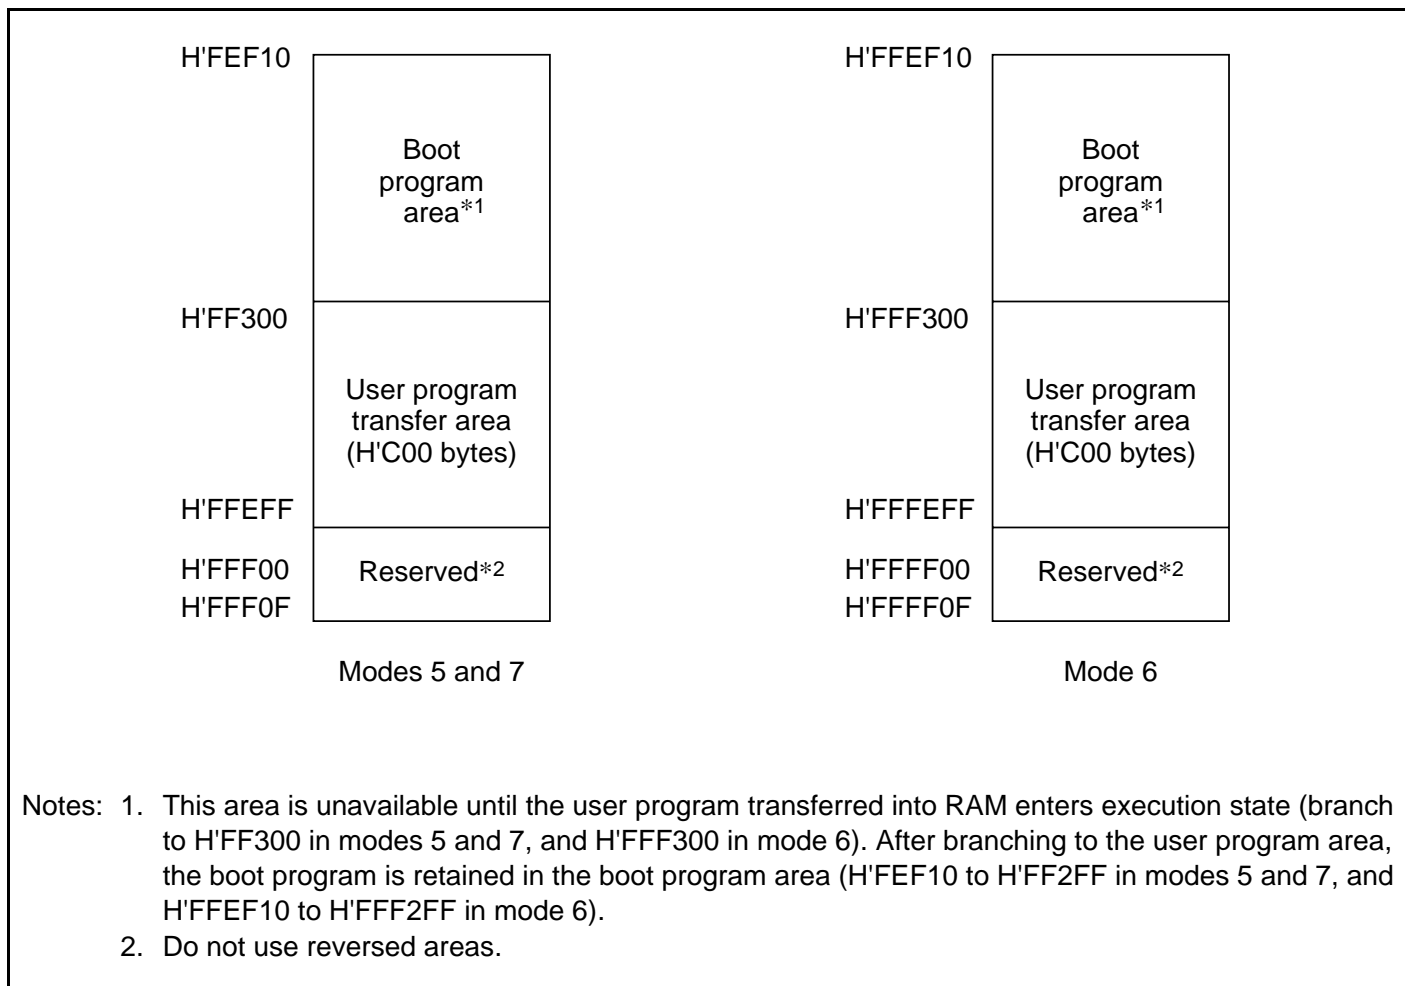 H'FEF10
Boot
program
area*1
H'FF300
User program
transfer area
(H'C00 bytes)
H'FFEFF
H'FFF00
Reserved*2
H'FFF0F
Modes 5 and 7
H'FFEF10
Boot
program
area*1
H'FFF300
User program
transfer area
(H'C00 bytes)
H'FFFEFF
H'FFFF00
Reserved*2
H'FFFF0F
Mode 6
Notes: 1. This area is unavailable until the user program transferred into RAM enters execution state (branch
to H'FF300 in modes 5 and 7, and H'FFF300 in mode 6). After branching to the user program area,
the boot program is retained in the boot program area (H'FEF10 to H'FF2FF in modes 5 and 7, and
H'FFEF10 to H'FFF2FF in mode 6).
2. Do not use reversed areas.